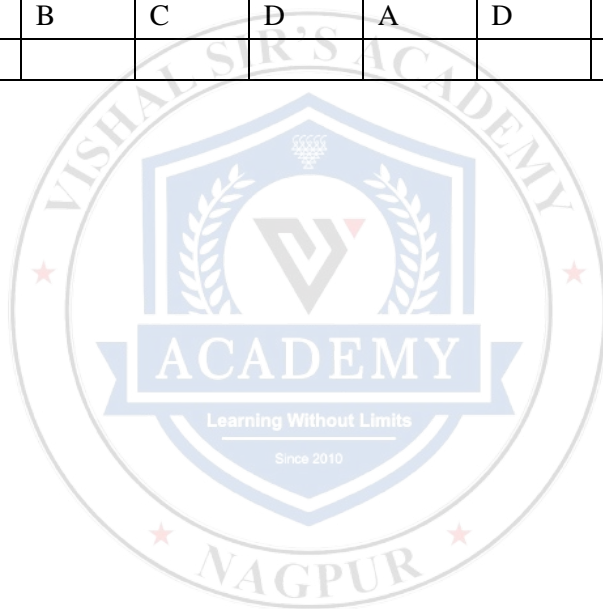 B C D A D
VISHAL SIR'S ACADEMY
ACADEMY
Learning Without Limits
Since 2010
NAGPUR